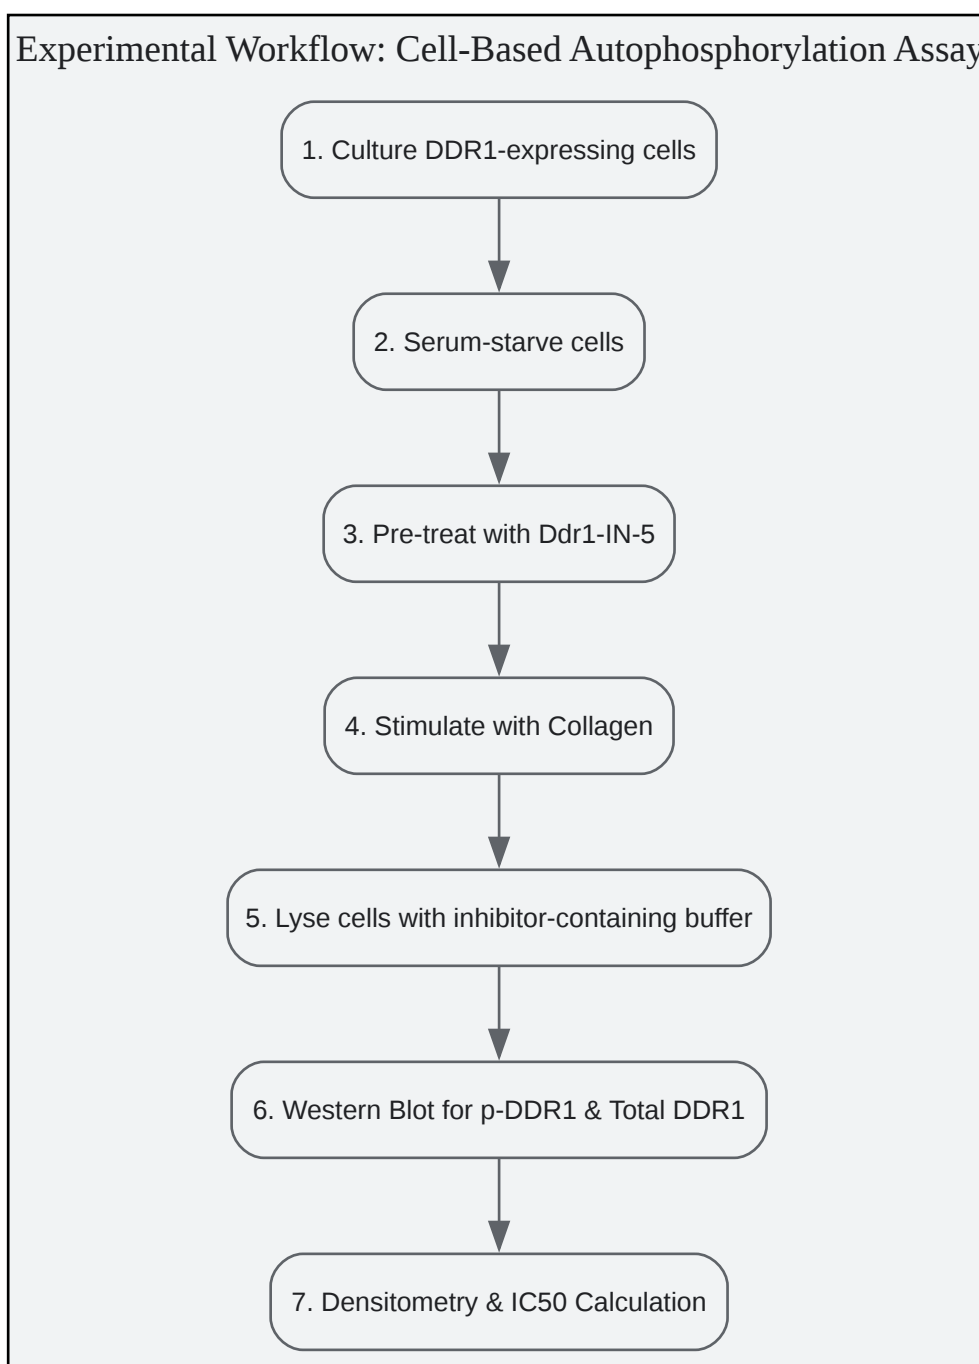 Experimental Workflow: Cell-Based Autophosphorylation Assay
1. Culture DDR1-expressing cells
2. Serum-starve cells
3. Pre-treat with Ddr1-IN-5
4. Stimulate with Collagen
5. Lyse cells with inhibitor-containing buffer
6. Western Blot for p-DDR1 & Total DDR1
7. Densitometry & IC50 Calculation